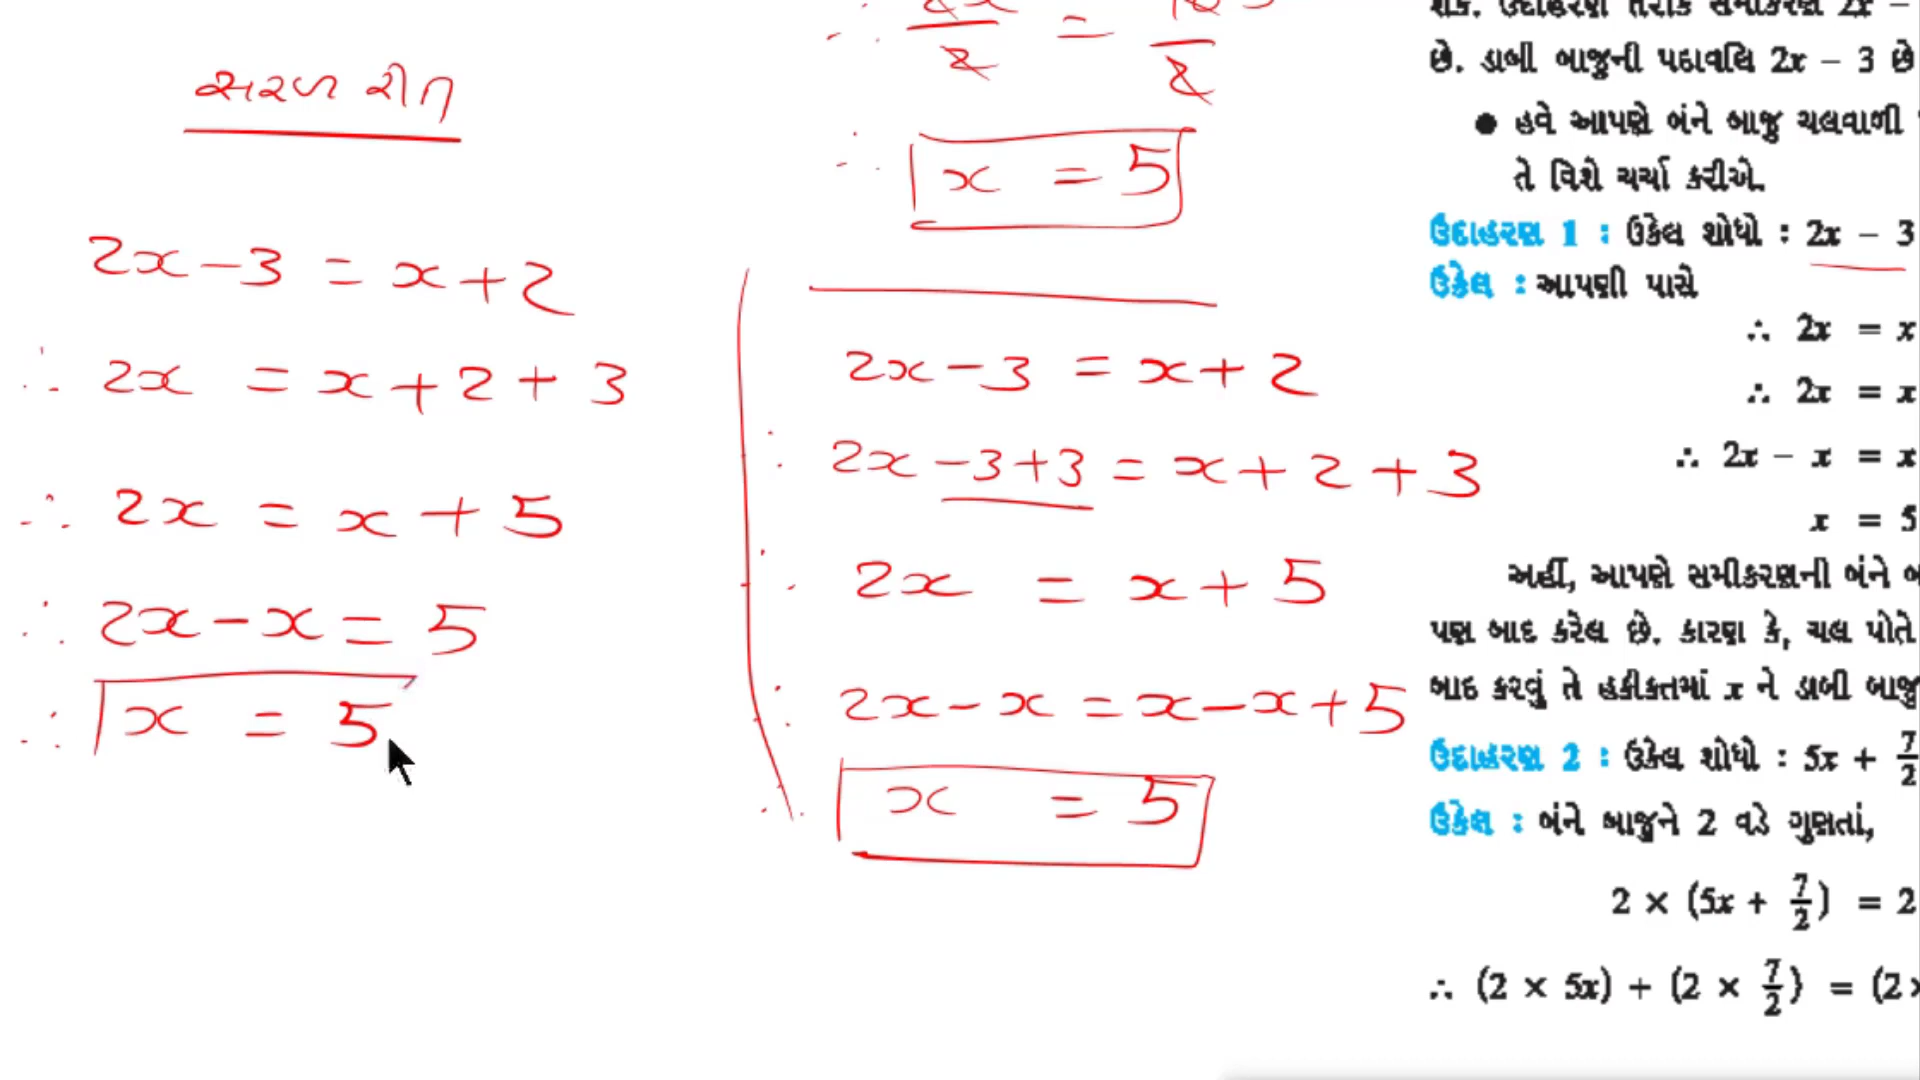 સરળ રીત
2x-3 = x+2
∴ 2x = x+2+3
∴ 2x = x+5
∴ 2x-x = 5
∴ x = 5
∴ x = 5
2x-3 = x+2
∴ 2x-3+3 = x+2+3
∴ 2x = x+5
∴ 2x-x = x-x+5
∴ x = 5
છે. ડાબી બાજુની પદાવલિ 2x – 3 છે
● હવે આપણે બંને બાજુ ચલવાળી
તે વિશે ચર્ચા કરીએ.
ઉદાહરણ 1 : ઉકેલ શોધો : 2x – 3
ઉકેલ : આપણી પાસે
∴ 2x = x
∴ 2x = x
∴ 2x – x = x
x = 5
અહીં, આપણે સમીકરણની બંને
પણ બાદ કરેલ છે. કારણ કે, ચલ પોતે
બાદ કરવું તે હકીકતમાં x ને ડાબી બાજુ
ઉદાહરણ 2 : ઉકેલ શોધો : 5x + 7/2
ઉકેલ : બંને બાજુને 2 વડે ગુણતાં,
2 × (5x + 7/2) = 2
∴ (2 × 5x) + (2 × 7/2) = (2 ×